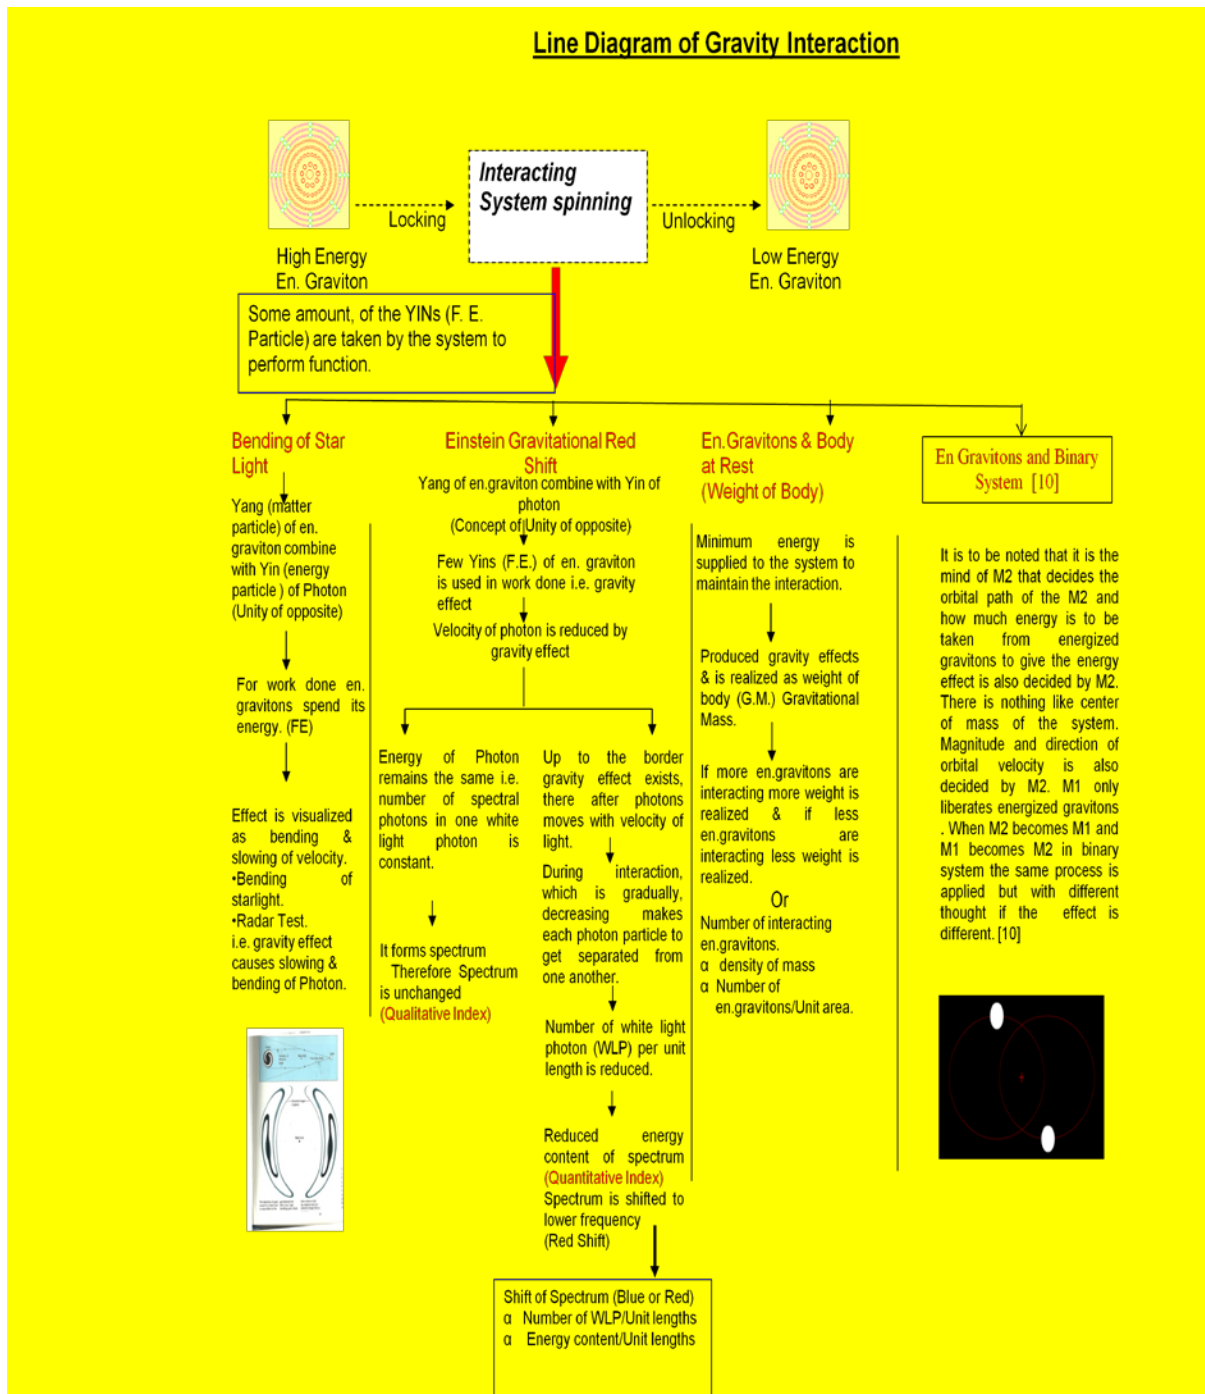 Line Diagram of Gravity Interaction
Interacting
System spinning
Locking
Unlocking
High Energy
En. Graviton
Low Energy
En. Graviton
Some amount, of the YINs (F. E.
Particle) are taken by the system to
perform function.
Bending of Star
Light
Yang (matter
particle) of en.
graviton combine
with Yin (energy
particle ) of Photon
(Unity of opposite)
For work done en.
gravitons spend its
energy. (FE)
Effect is visualized
as bending &
slowing of velocity.
•Bending of
starlight.
•Radar Test.
i.e. gravity effect
causes slowing &
bending of Photon.
Einstein Gravitational Red
Shift
Yang of en.graviton combine with Yin of
photon
(Concept of Unity of opposite)
Few Yins (F.E.) of en. graviton
is used in work done i.e. gravity
effect
Velocity of photon is reduced by
gravity effect
Energy of Photon
remains the same i.e.
number of spectral
photons in one white
light photon is
constant.
It forms spectrum
Therefore Spectrum
is unchanged
(Qualitative Index)
Up to the border
gravity effect exists,
there after photons
moves with velocity of
light.
During interaction,
which is gradually,
decreasing makes
each photon particle to
get separated from
one another.
Number of white light
photon (WLP) per unit
length is reduced.
Reduced energy
content of spectrum
(Quantitative Index)
Spectrum is shifted to
lower frequency
(Red Shift)
Shift of Spectrum (Blue or Red)
α Number of WLP/Unit lengths
α Energy content/Unit lengths
En.Gravitons & Body
at Rest
(Weight of Body)
Minimum energy is
supplied to the system to
maintain the interaction.
Produced gravity effects
& is realized as weight of
body (G.M.) Gravitational
Mass.
If more en.gravitons are
interacting more weight is
realized & if less
en.gravitons are
interacting less weight is
realized.
Or
Number of interacting
en.gravitons.
α density of mass
α Number of
en.gravitons/Unit area.
En Gravitons and Binary
System [10]
It is to be noted that it is the
mind of M2 that decides the
orbital path of the M2 and
how much energy is to be
taken from energized
gravitons to give the energy
effect is also decided by M2.
There is nothing like center
of mass of the system.
Magnitude and direction of
orbital velocity is also
decided by M2. M1 only
liberates energized gravitons
. When M2 becomes M1 and
M1 becomes M2 in binary
system the same process is
applied but with different
thought if the effect is
different. [10]